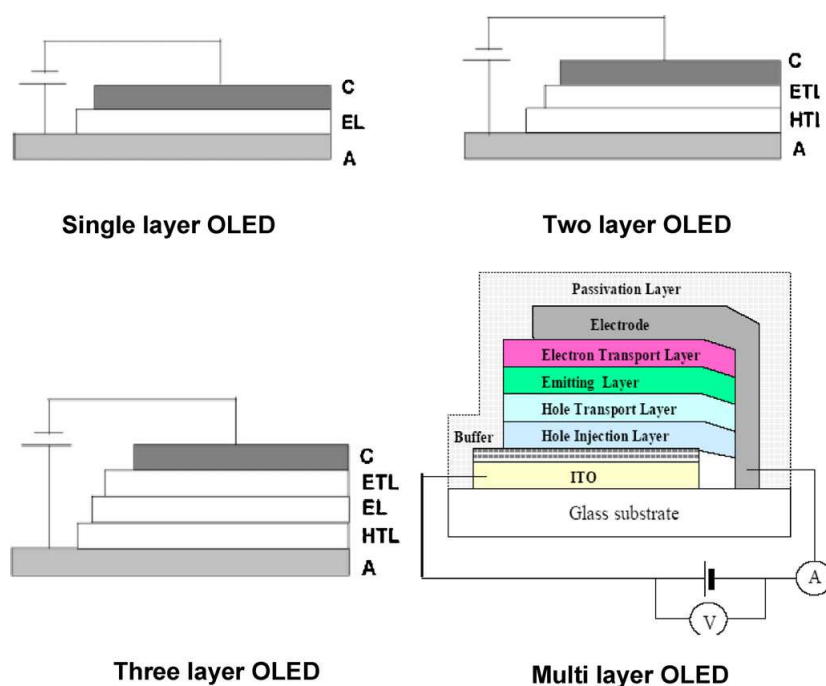 C
EL
A
Single layer OLED
C
ETL
HTL
A
Two layer OLED
C
ETL
EL
HTL
A
Three layer OLED
Passivation Layer
Electrode
Electron Transport Layer
Emitting Layer
Hole Transport Layer
Buffer
Hole Injection Layer
ITO
Glass substrate
A
V
Multi layer OLED